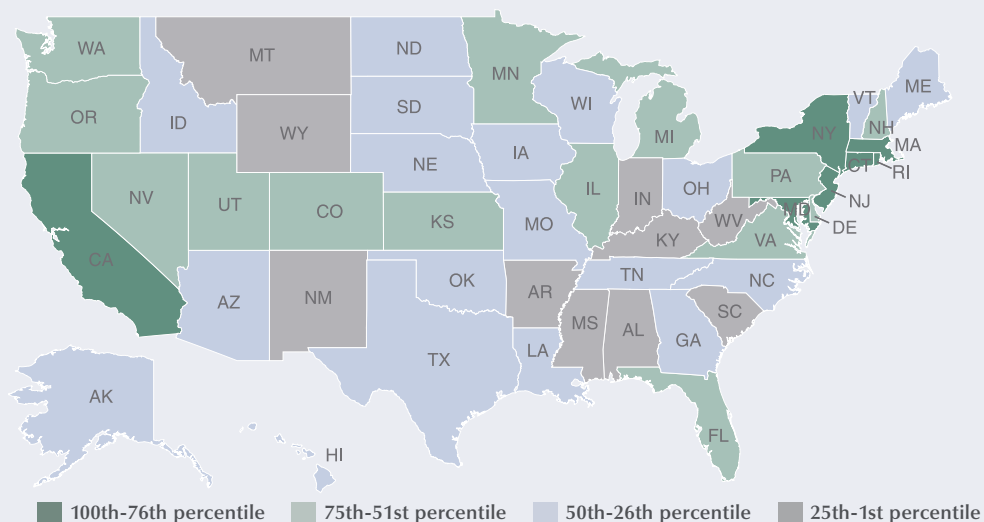 WA
MT
ND
MN
VT
ME
OR
ID
SD
WI
MI
NY
NH
MA
WY
NE
IA
CT
RI
NV
UT
CO
KS
MO
IL
IN
OH
PA
NJ
CA
KY
WV
MD
VA
DE
AZ
NM
OK
AR
TN
NC
TX
LA
MS
AL
GA
SC
AK
HI
FL
100th-76th percentile 75th-51st percentile 50th-26th percentile 25th-1st percentile